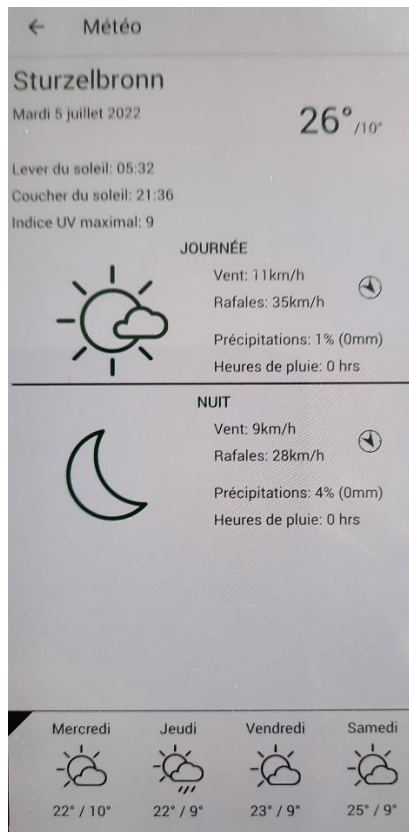 ← Météo
Sturzelbronn
Mardi 5 juillet 2022
26° /10°
Lever du soleil: 05:32
Coucher du soleil: 21:36
Indice UV maximal: 9
JOURNÉE
Vent: 11km/h
Rafales: 35km/h
Précipitations: 1% (0mm)
Heures de pluie: 0 hrs
NUIT
Vent: 9km/h
Rafales: 28km/h
Précipitations: 4% (0mm)
Heures de pluie: 0 hrs
Mercredi Jeudi Vendredi Samedi
22° / 10° 22° / 9° 23° / 9° 25° / 9°